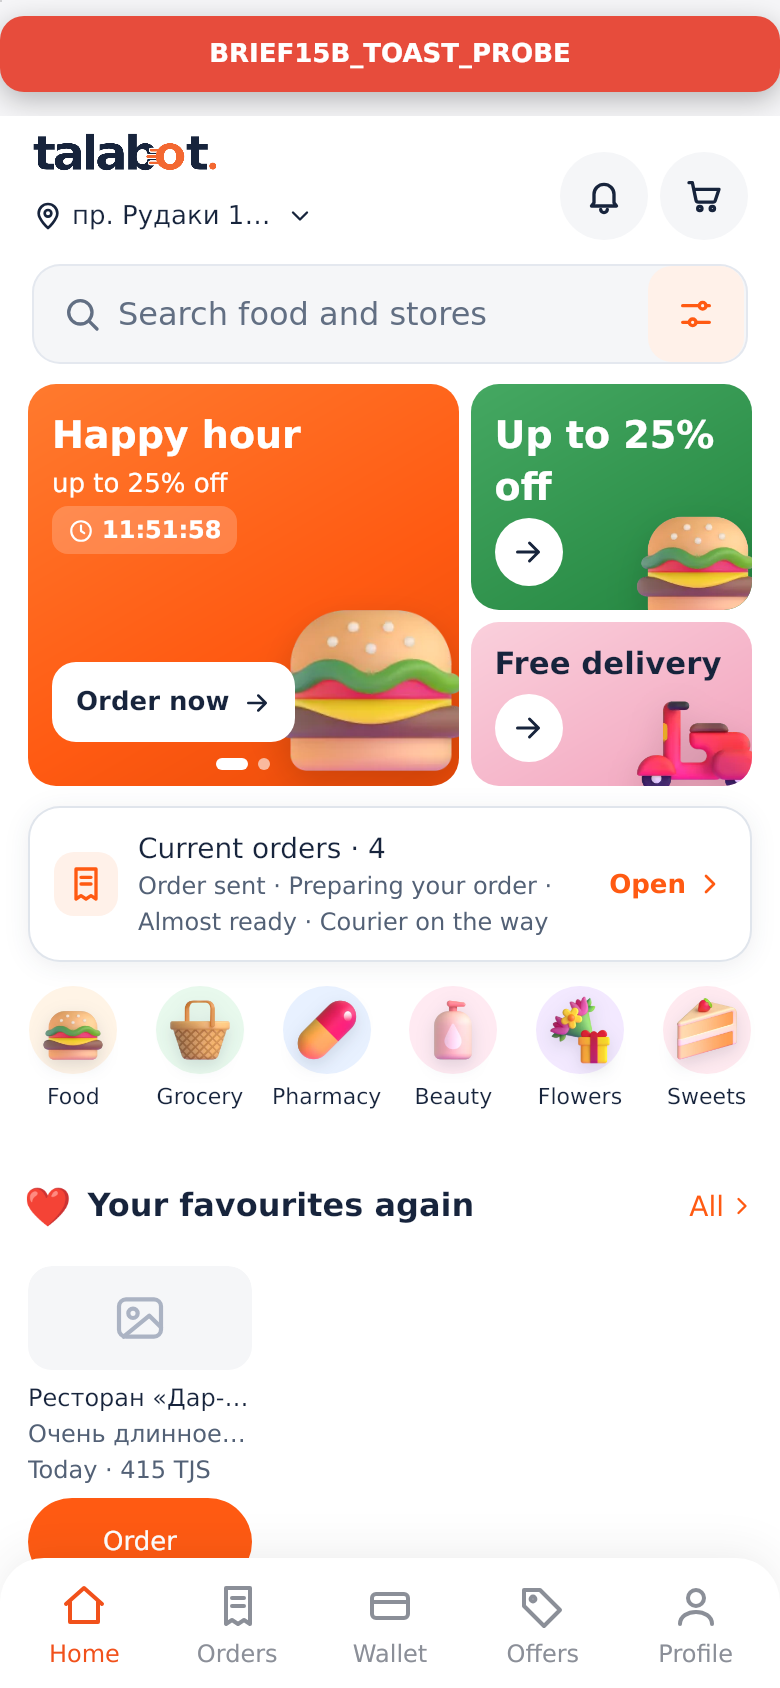 BRIEF15B_TOAST_PROBE
talabot.
пр. Рудаки 1...
Search food and stores
Happy hour
up to 25% off
11:51:58
Order now
Up to 25%
off
Free delivery
Current orders · 4
Order sent · Preparing your order ·
Almost ready · Courier on the way
Open
Food
Grocery
Pharmacy
Beauty
Flowers
Sweets
Your favourites again
All
Ресторан «Дар-...
Очень длинное...
Today · 415 TJS
Order
Home
Orders
Wallet
Offers
Profile